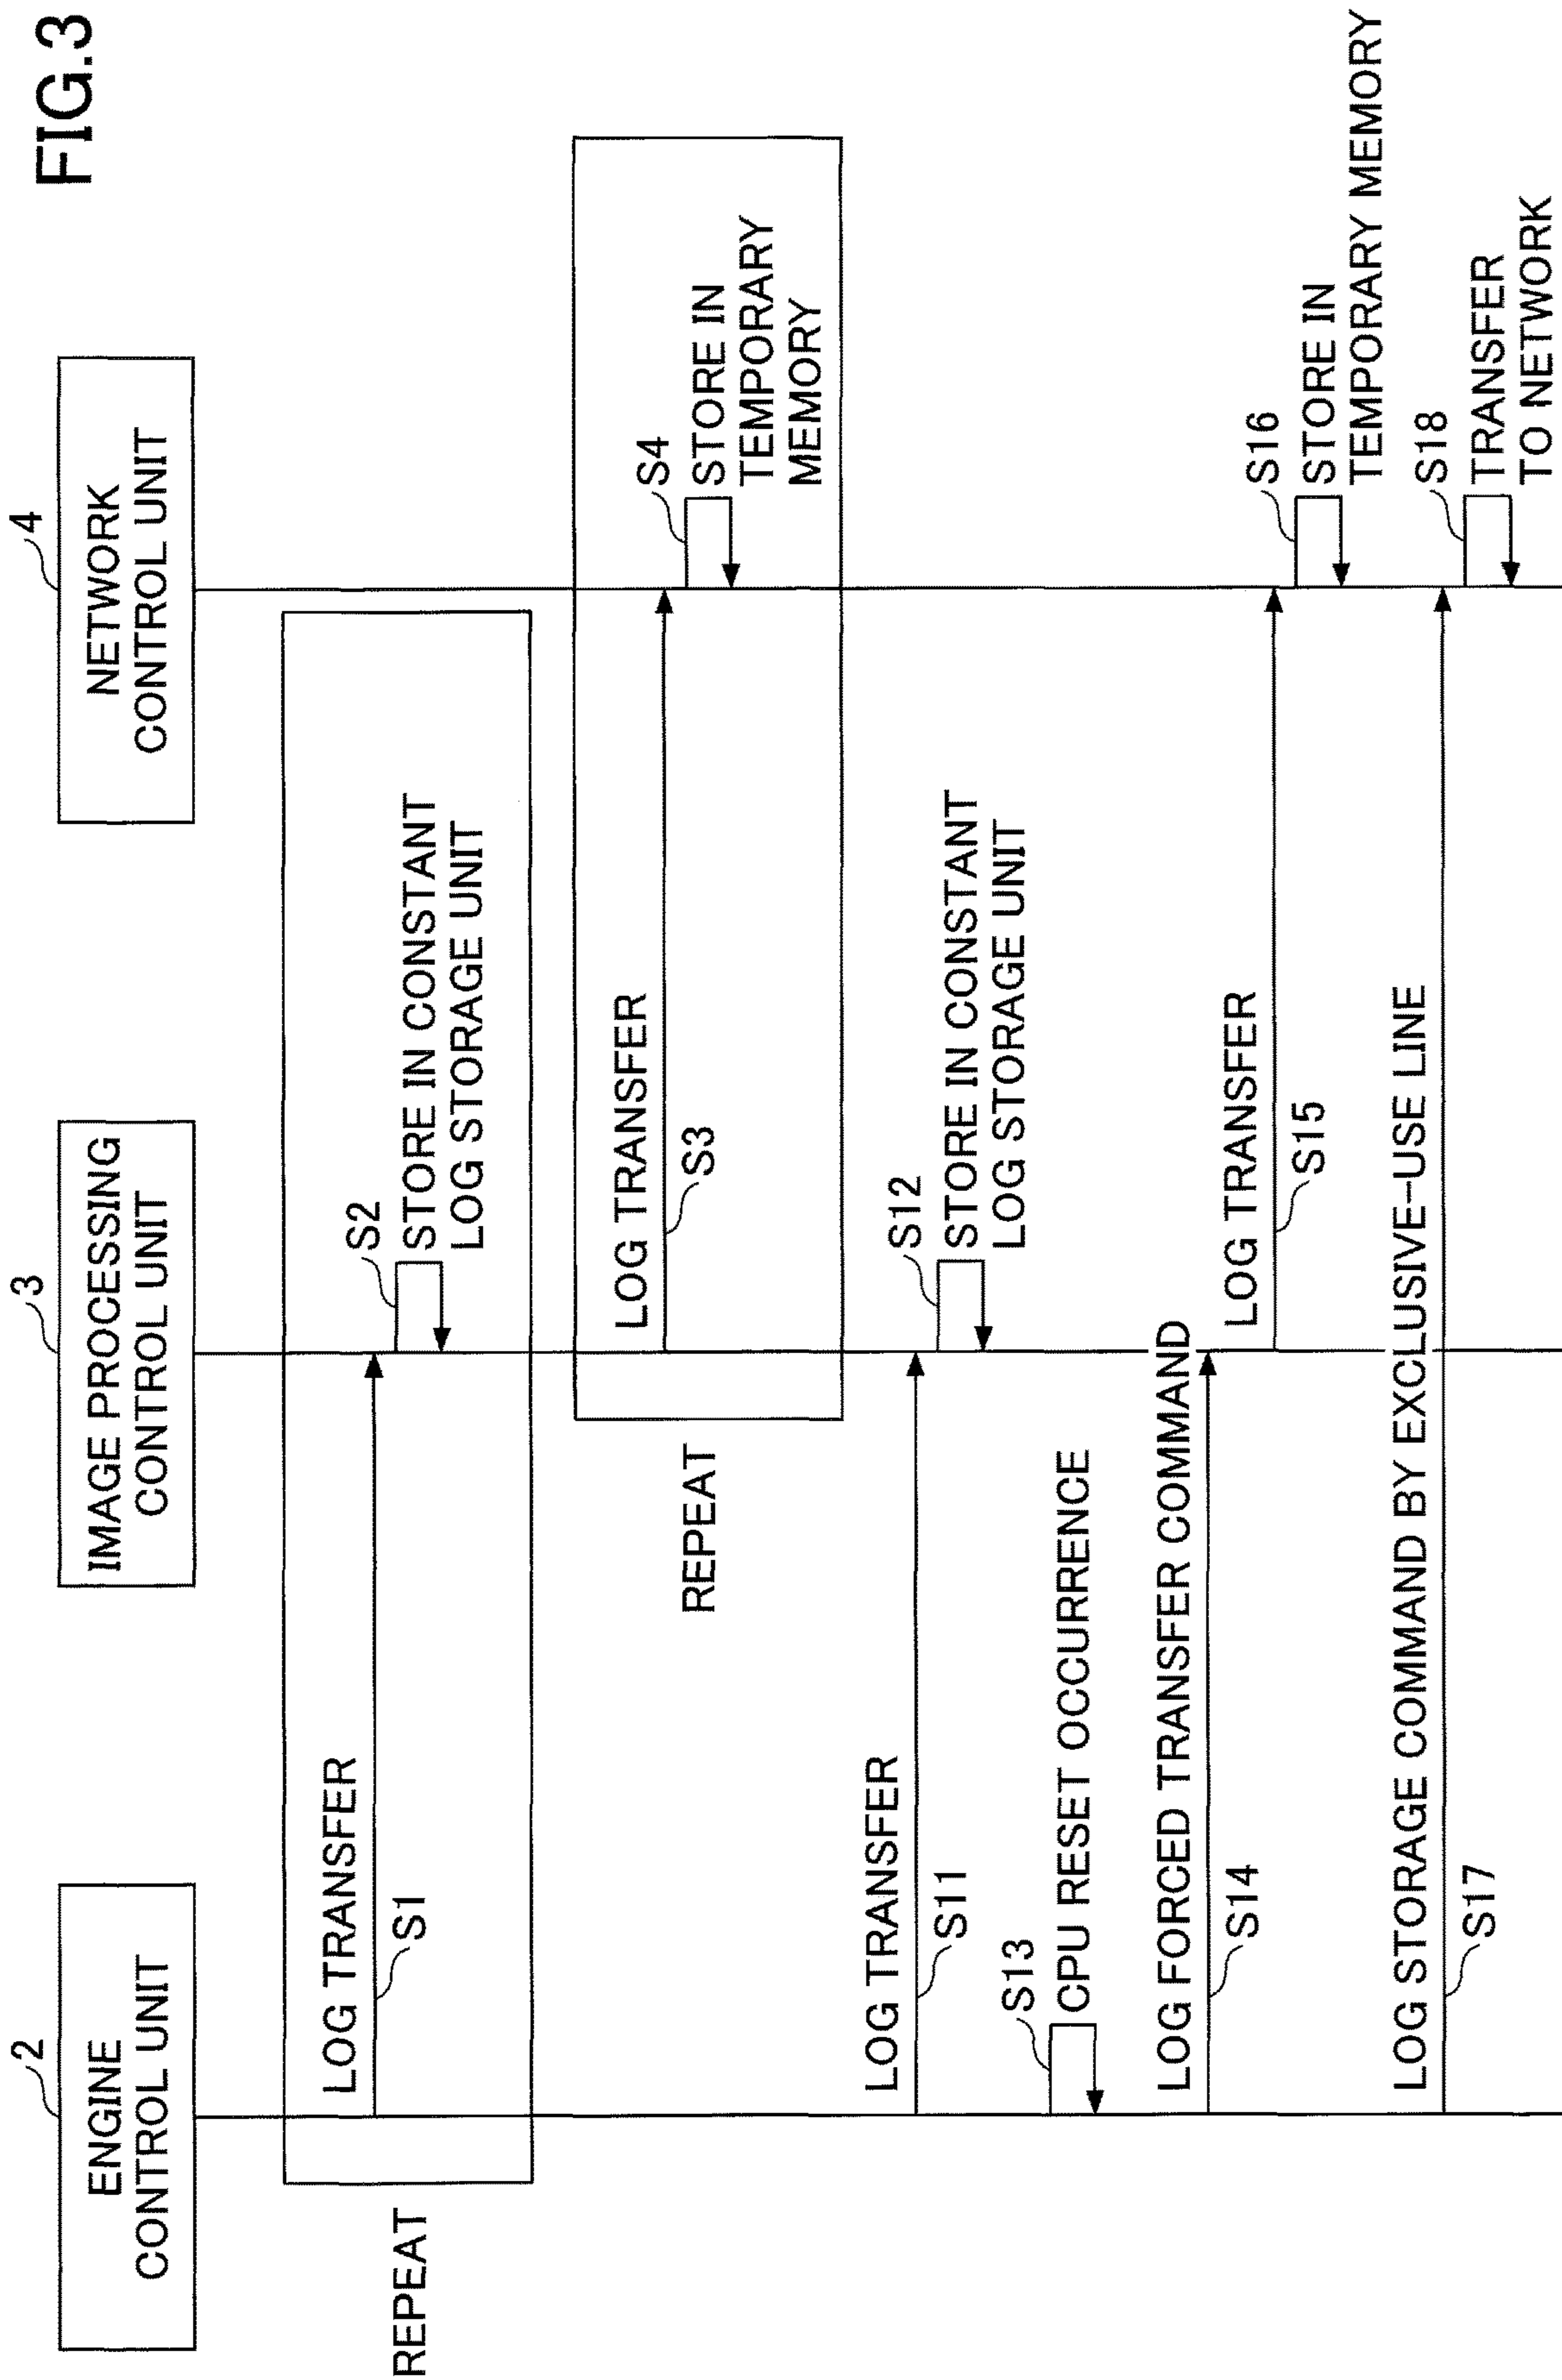 FIG.3
2
ENGINE
CONTROL UNIT
3
IMAGE PROCESSING
CONTROL UNIT
4
NETWORK
CONTROL UNIT
REPEAT
LOG TRANSFER
S1
S2
STORE IN CONSTANT
LOG STORAGE UNIT
REPEAT
LOG TRANSFER
S3
S4
STORE IN
TEMPORARY
MEMORY
LOG TRANSFER
S11
S12
STORE IN CONSTANT
LOG STORAGE UNIT
S13
CPU RESET OCCURRENCE
LOG FORCED TRANSFER COMMAND
S14
LOG TRANSFER
S15
S16
STORE IN
TEMPORARY MEMORY
LOG STORAGE COMMAND BY EXCLUSIVE-USE LINE
S17
S18
TRANSFER
TO NETWORK